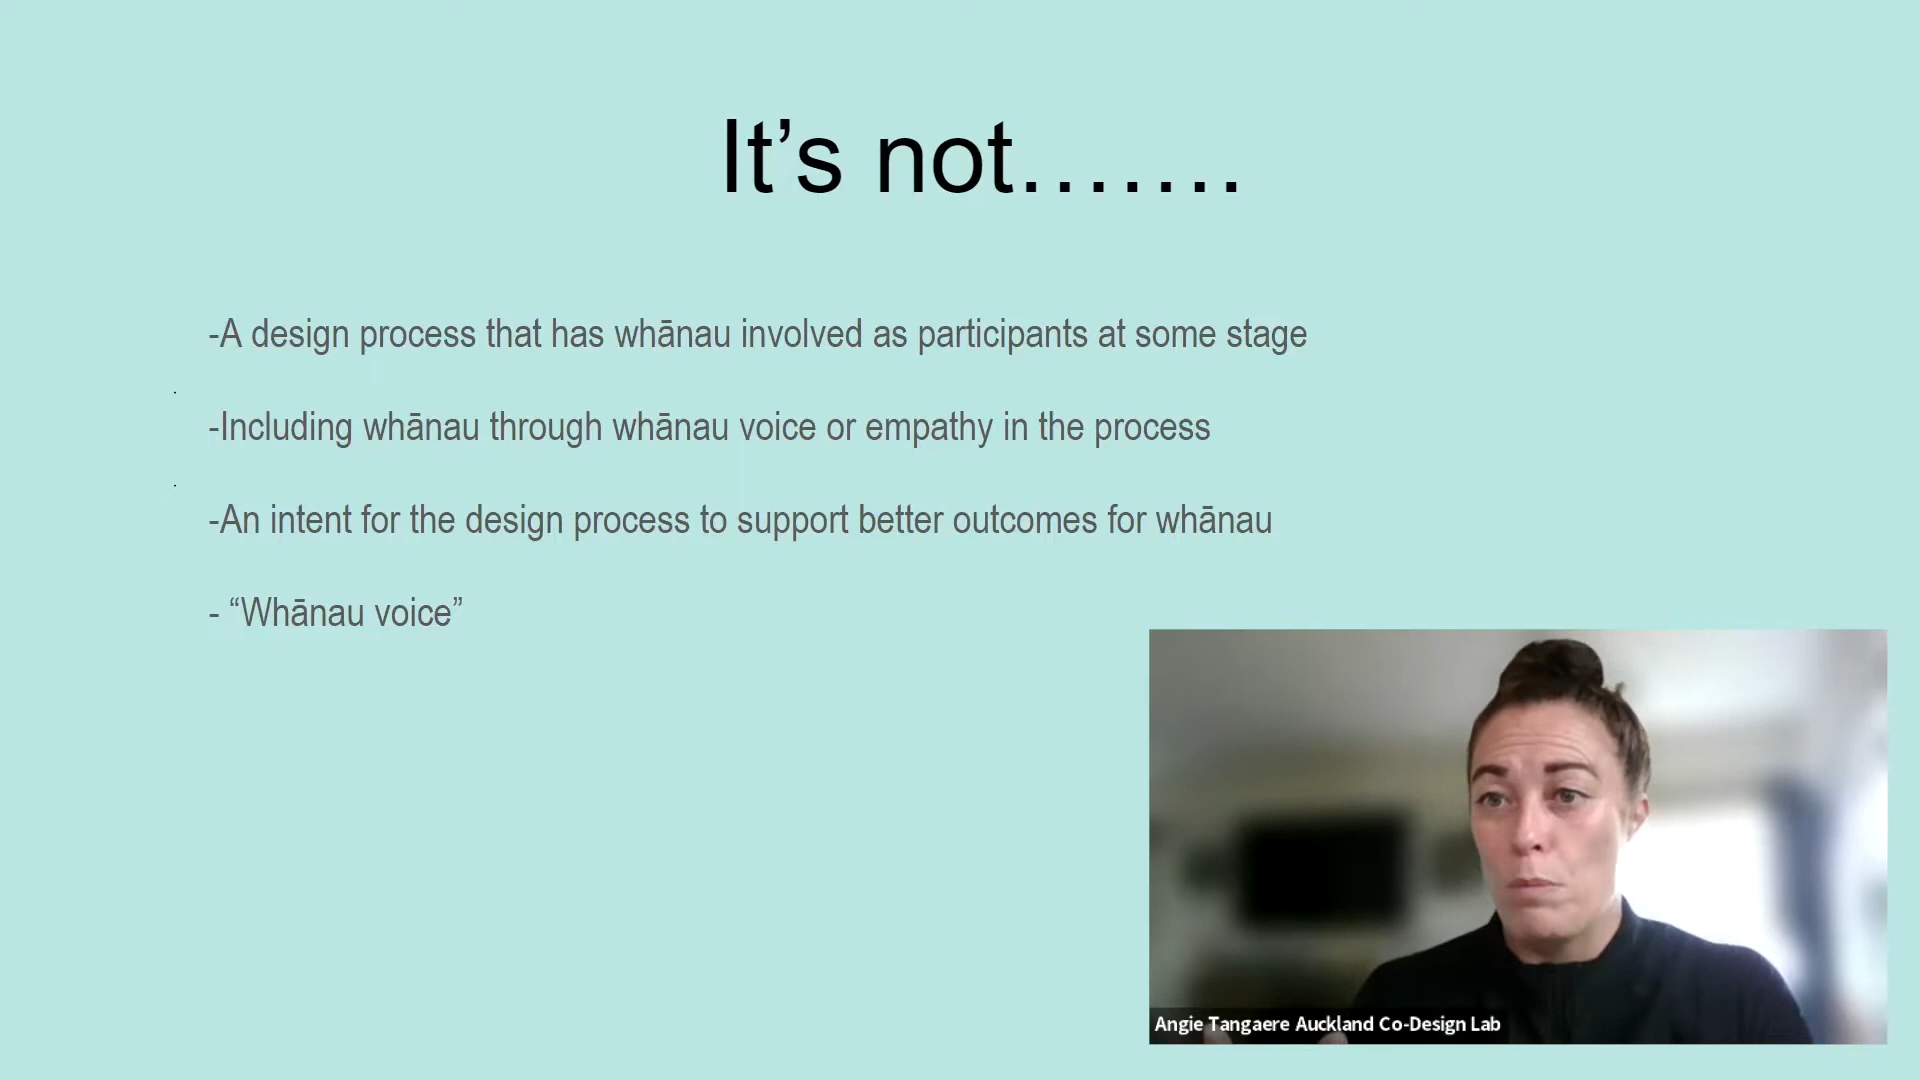 It’s not.......
-A design process that has whānau involved as participants at some stage
-Including whānau through whānau voice or empathy in the process
-An intent for the design process to support better outcomes for whānau
- “Whānau voice”
Angie Tangaere Auckland Co-Design Lab